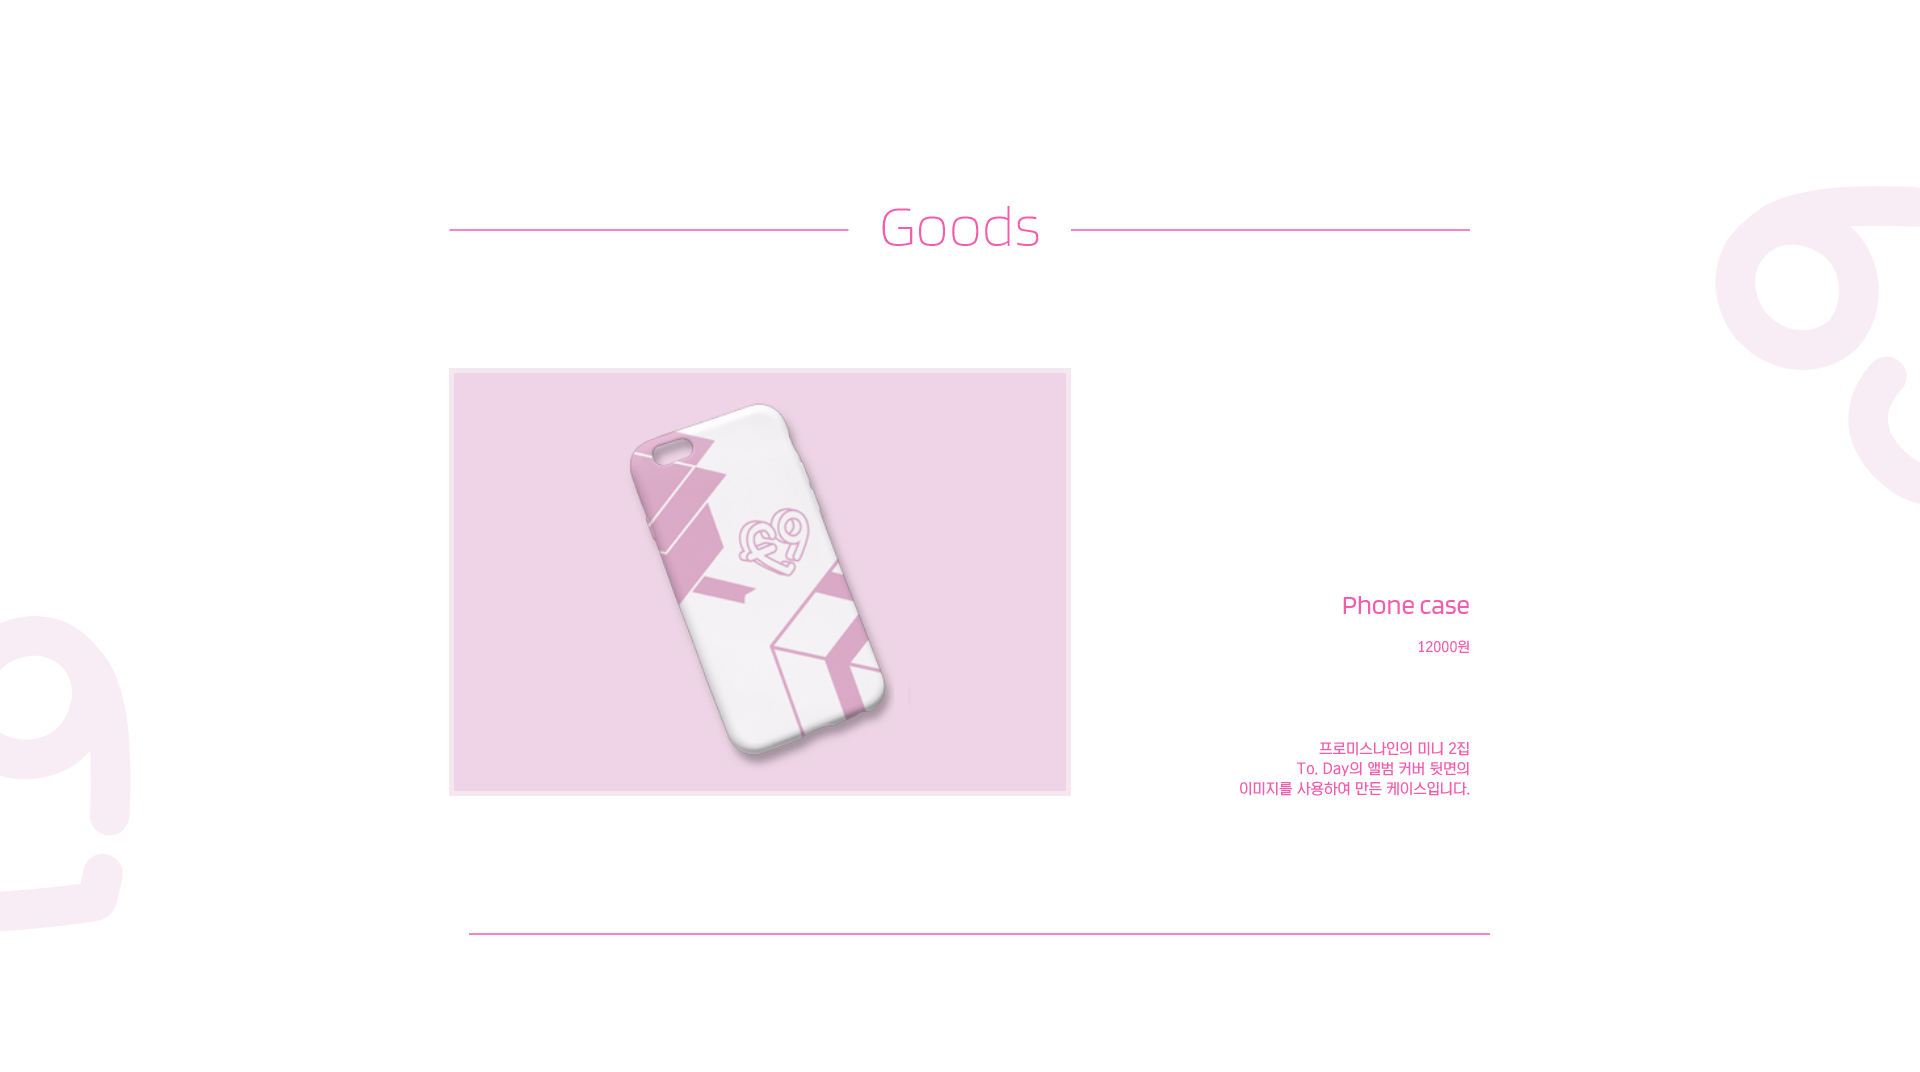 Goods
Phone case
12000원
프로미스나인의 미니 2집
To. Day의 앨범 커버 뒷면의
이미지를 사용하여 만든 케이스입니다.